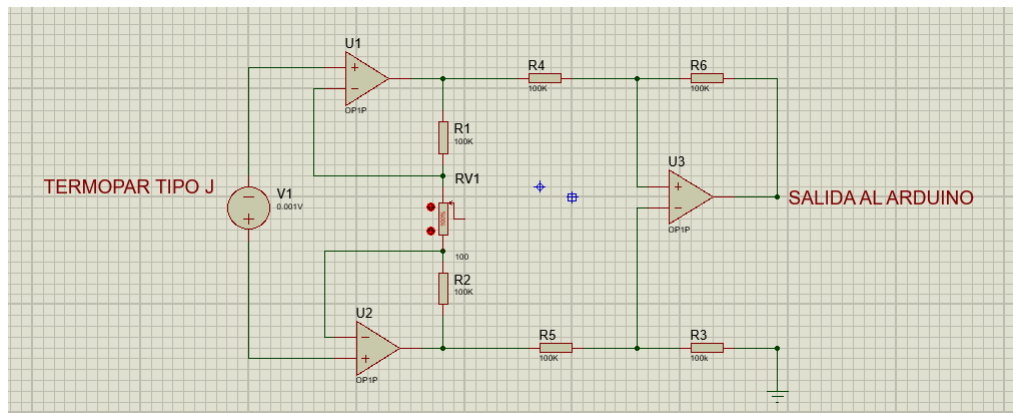 U1
OP1P
R4
100K
R6
100K
R1
100K
TERMOPAR TIPO J
V1
0.001V
RV1
100%
10D
U3
OP1P
SALIDA AL ARDUINO
R2
100K
U2
OP1P
R5
100K
R3
100k